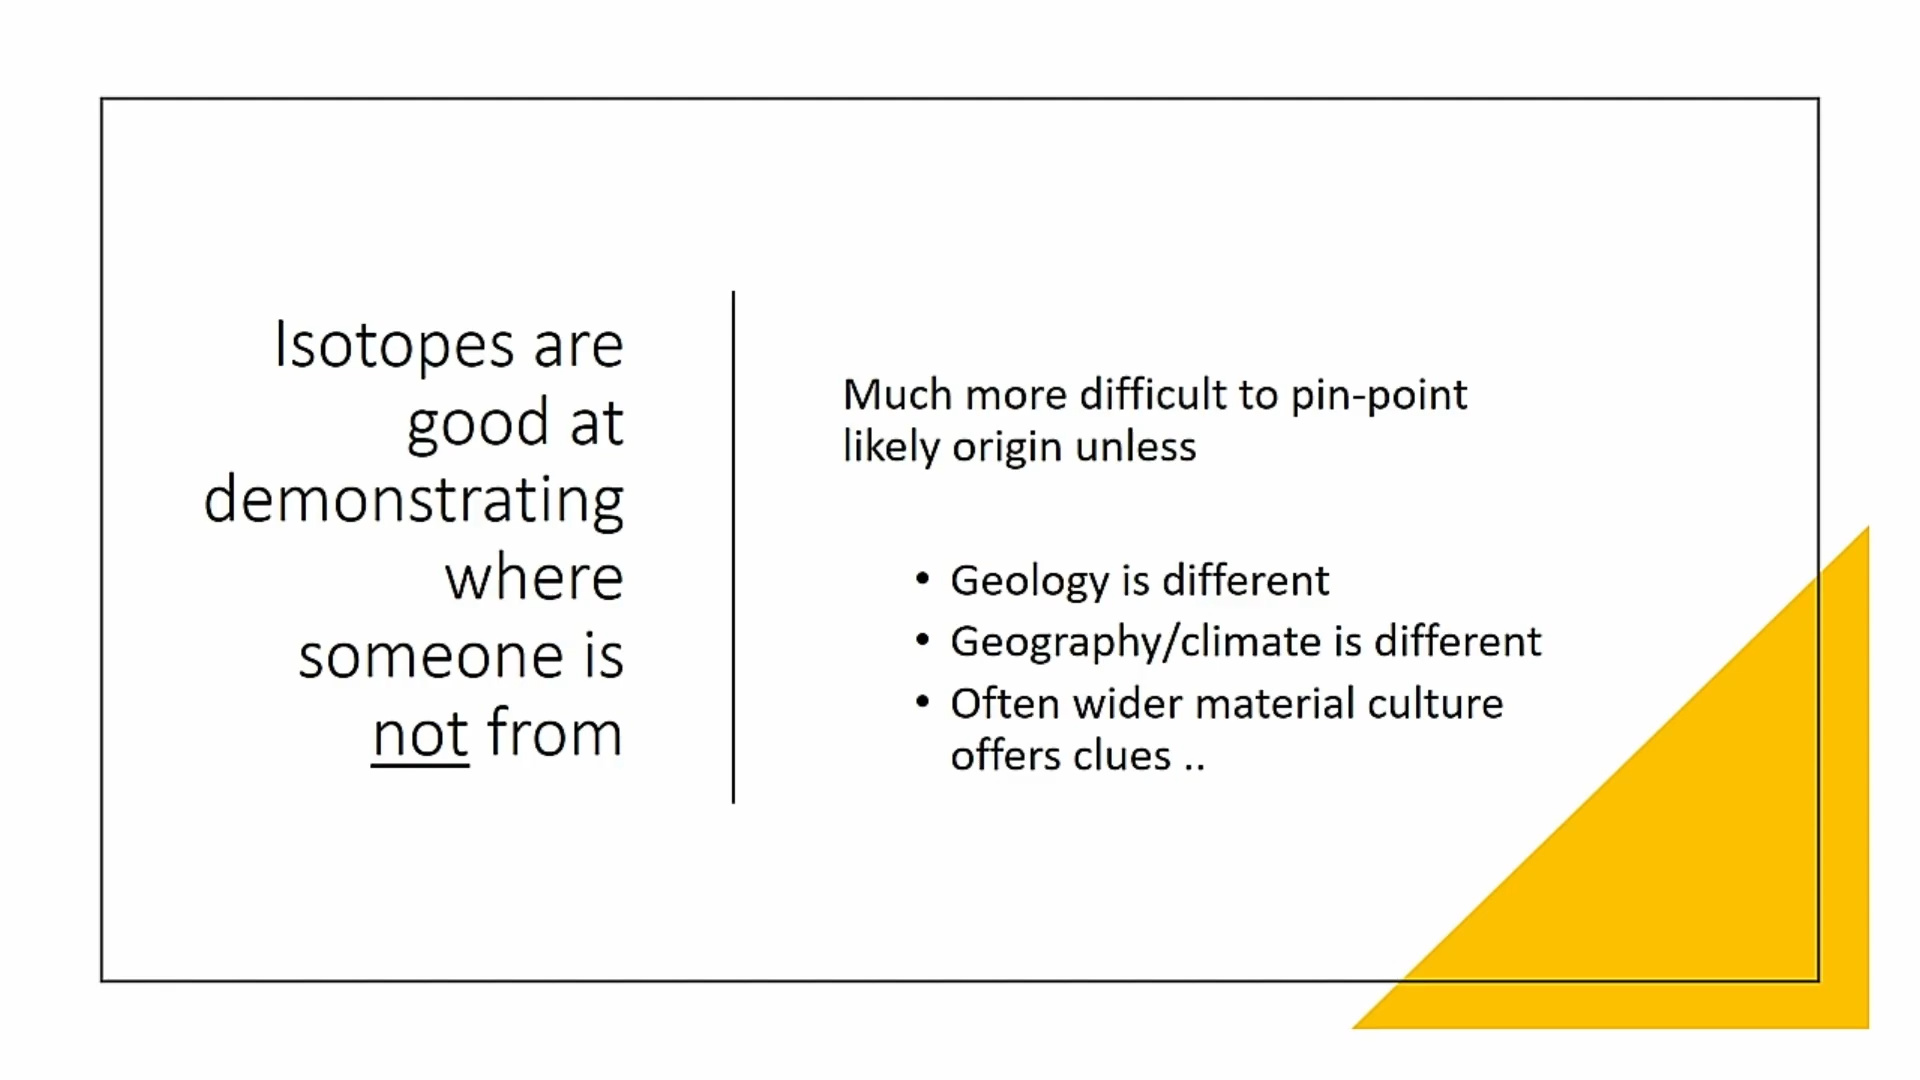 Isotopes are
good at
demonstrating
where
someone is
not from
Much more difficult to pin-point
likely origin unless
• Geology is different
• Geography/climate is different
• Often wider material culture
offers clues ..